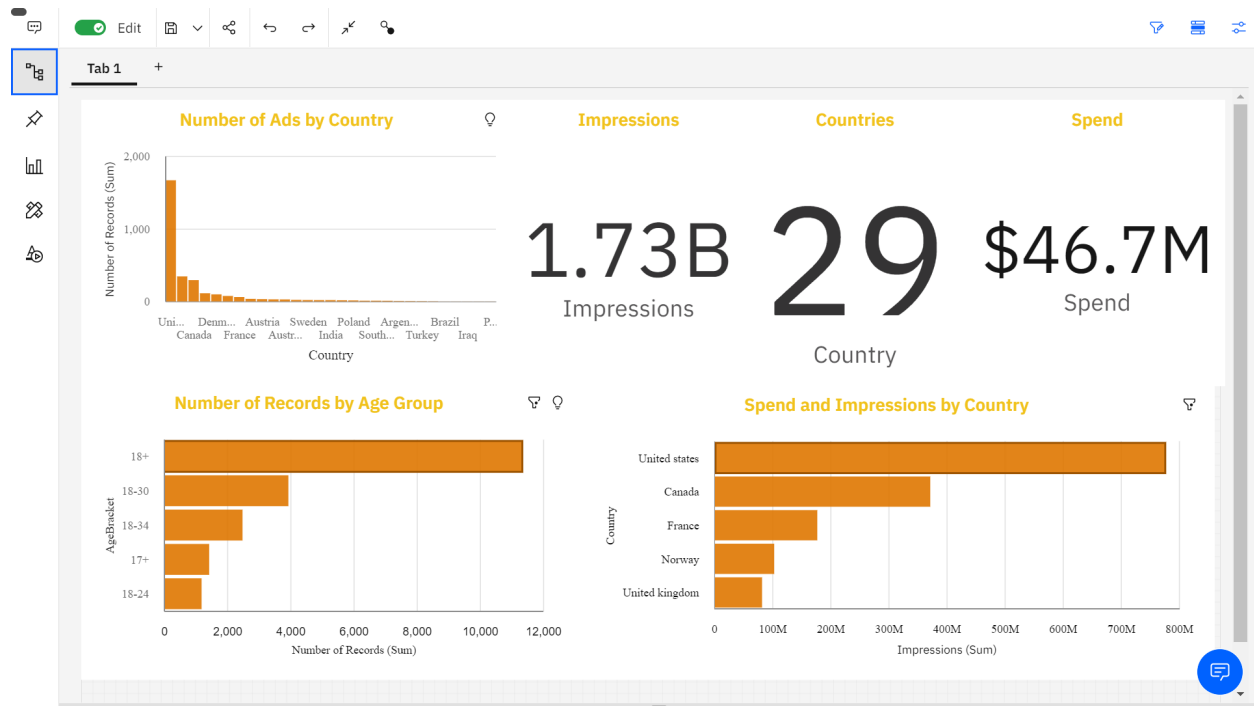 Edit
Tab 1
+
Number of Ads by Country
Impressions
Countries
Spend
Number of Records (Sum)
2,000
1,000
0
Uni... Denm... Austria Sweden Poland Argen... Brazil P...
Canada France Austr... India South... Turkey Iraq
Country
1.73B
Impressions
29
Country
$46.7M
Spend
Number of Records by Age Group
AgeBracket
18+
18-30
18-34
17+
18-24
0 2,000 4,000 6,000 8,000 10,000 12,000
Number of Records (Sum)
Spend and Impressions by Country
Country
United states
Canada
France
Norway
United kingdom
0 100M 200M 300M 400M 500M 600M 700M 800M
Impressions (Sum)